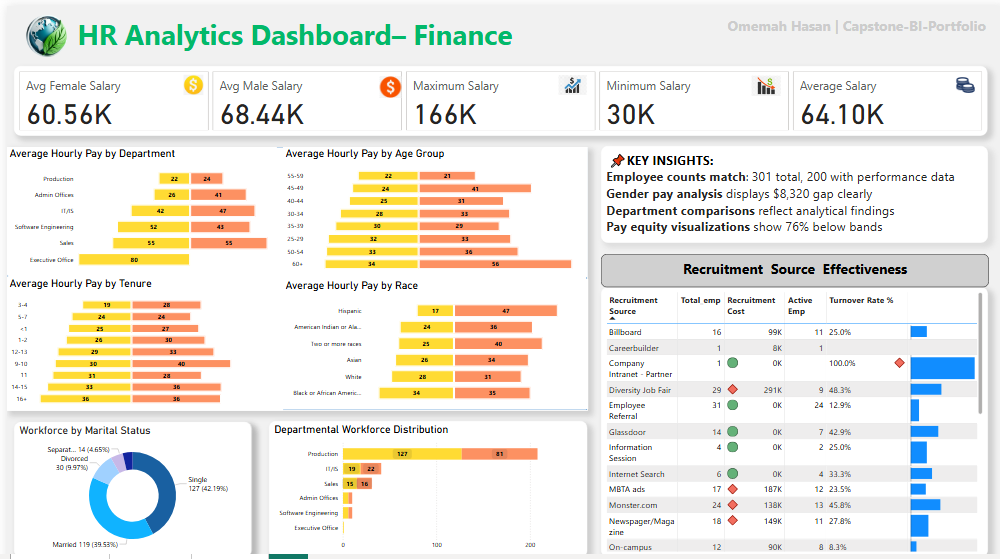 HR Analytics Dashboard– Finance
Omemah Hasan | Capstone-BI-Portfolio
Avg Female Salary
60.56K
Avg Male Salary
68.44K
Maximum Salary
166K
Minimum Salary
30K
Average Salary
64.10K
Average Hourly Pay by Department
Production 22 24
Admin Offices 26 41
IT/IS 42 47
Software Engineering 52 43
Sales 55 55
Executive Office 80
Average Hourly Pay by Age Group
55-59 22 21
45-49 24 41
40-44 25 31
30-34 28 33
35-39 30 29
25-29 32 33
50-54 33 36
60+ 34 56
Average Hourly Pay by Tenure
3-4 19 28
5-7 24 24
<1 25 27
1-2 26 30
12-13 29 33
9-10 30 40
11 31 28
14-15 33 36
16+ 36 36
Average Hourly Pay by Race
Hispanic 17 47
American Indian or Ala... 24 36
Two or more races 25 40
Asian 26 34
White 28 31
Black or African Americ... 34 35
KEY INSIGHTS:
Employee counts match: 301 total, 200 with performance data
Gender pay analysis displays $8,320 gap clearly
Department comparisons reflect analytical findings
Pay equity visualizations show 76% below bands
Recruitment Source Effectiveness
Recruitment Source Total emp Recruitment Cost Active Emp Turnover Rate %
Billboard 16 99K 11 25.0%
Careerbuilder 1 8K 1
Company Intranet - Partner 1 0K 100.0%
Diversity Job Fair 29 291K 9 48.3%
Employee Referral 31 0K 24 12.9%
Glassdoor 14 0K 7 42.9%
Information Session 4 0K 2 25.0%
Internet Search 6 0K 4 33.3%
MBTA ads 17 187K 12 23.5%
Monster.com 24 138K 13 45.8%
Newspager/Magazine 18 149K 11 27.8%
On-campus 12 90K 8 8.3%
Workforce by Marital Status
Separat... 14 (4.65%)
Divorced
30 (9.97%)
Single
127 (42.19%)
Married 119 (39.53%)
Departmental Workforce Distribution
Production 127 81
IT/IS 19 22
Sales 15 16
Admin Offices
Software Engineering
Executive Office
0 100 200